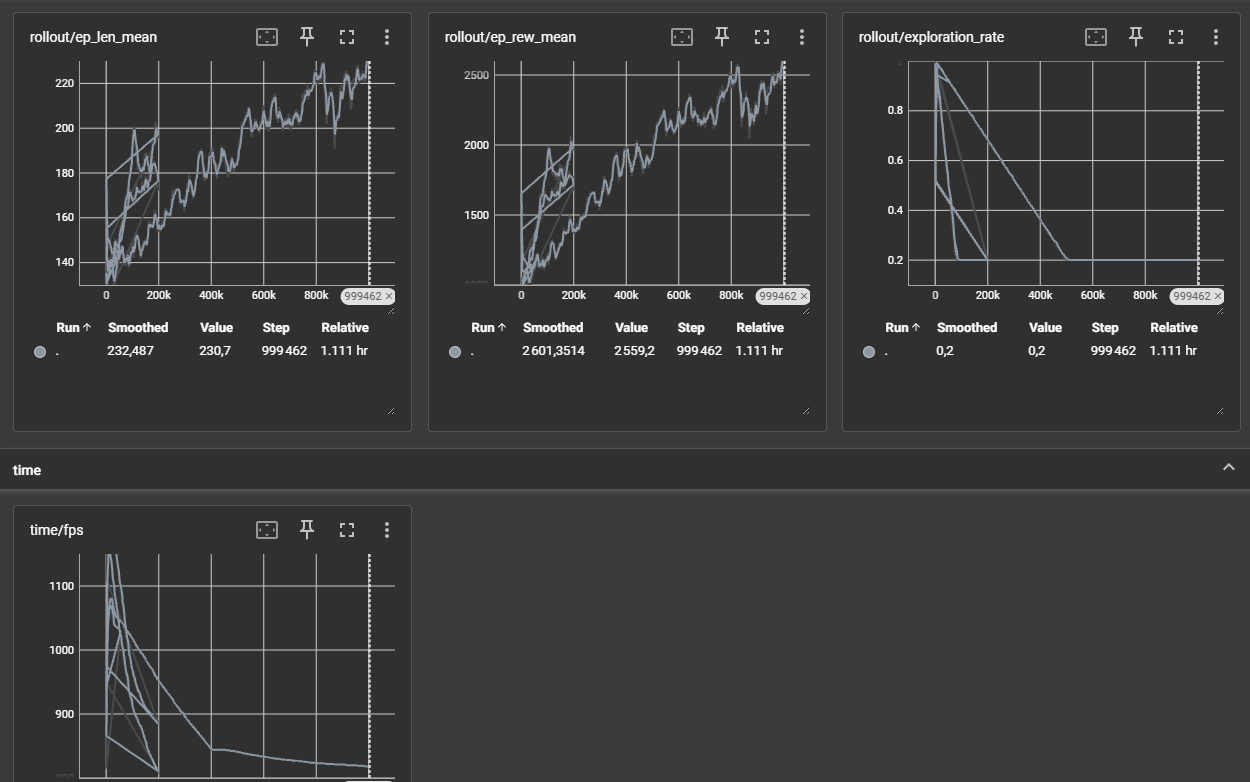 rollout/ep_len_mean
220
200
180
160
140
0 200k 400k 600k 800k 999462 ×
Run ↑ Smoothed Value Step Relative
. 232,487 230,7 999 462 1.111 hr
rollout/ep_rew_mean
2500
2000
1500
1000
0 200k 400k 600k 800k 999462 ×
Run ↑ Smoothed Value Step Relative
. 2 601,3514 2 559,2 999 462 1.111 hr
rollout/exploration_rate
0.8
0.6
0.4
0.2
0 200k 400k 600k 800k 999462 ×
Run ↑ Smoothed Value Step Relative
. 0,2 0,2 999 462 1.111 hr
time
time/fps
1100
1000
900